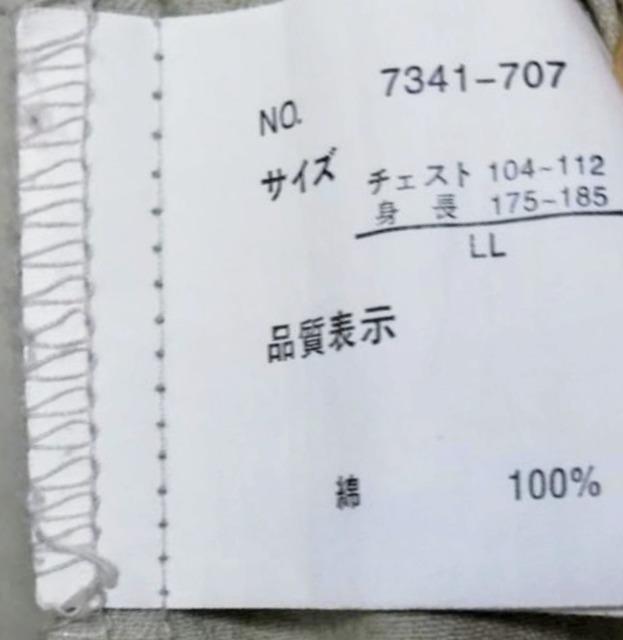 NO. 7341-707
サイズ チェスト 104~112
身長 175~185
LL
品質表示
綿 100%